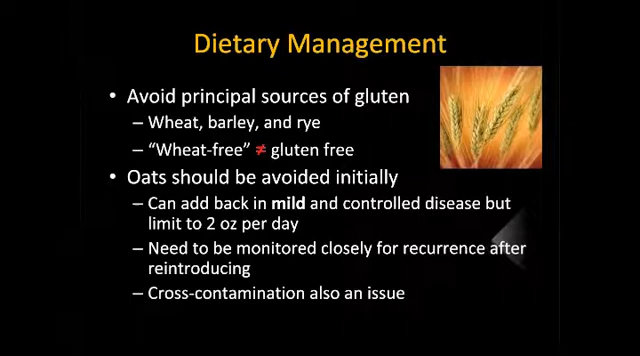 Dietary Management
• Avoid principal sources of gluten
– Wheat, barley, and rye
– “Wheat-free” ≠ gluten free
• Oats should be avoided initially
– Can add back in mild and controlled disease but
limit to 2 oz per day
– Need to be monitored closely for recurrence after
reintroducing
– Cross-contamination also an issue